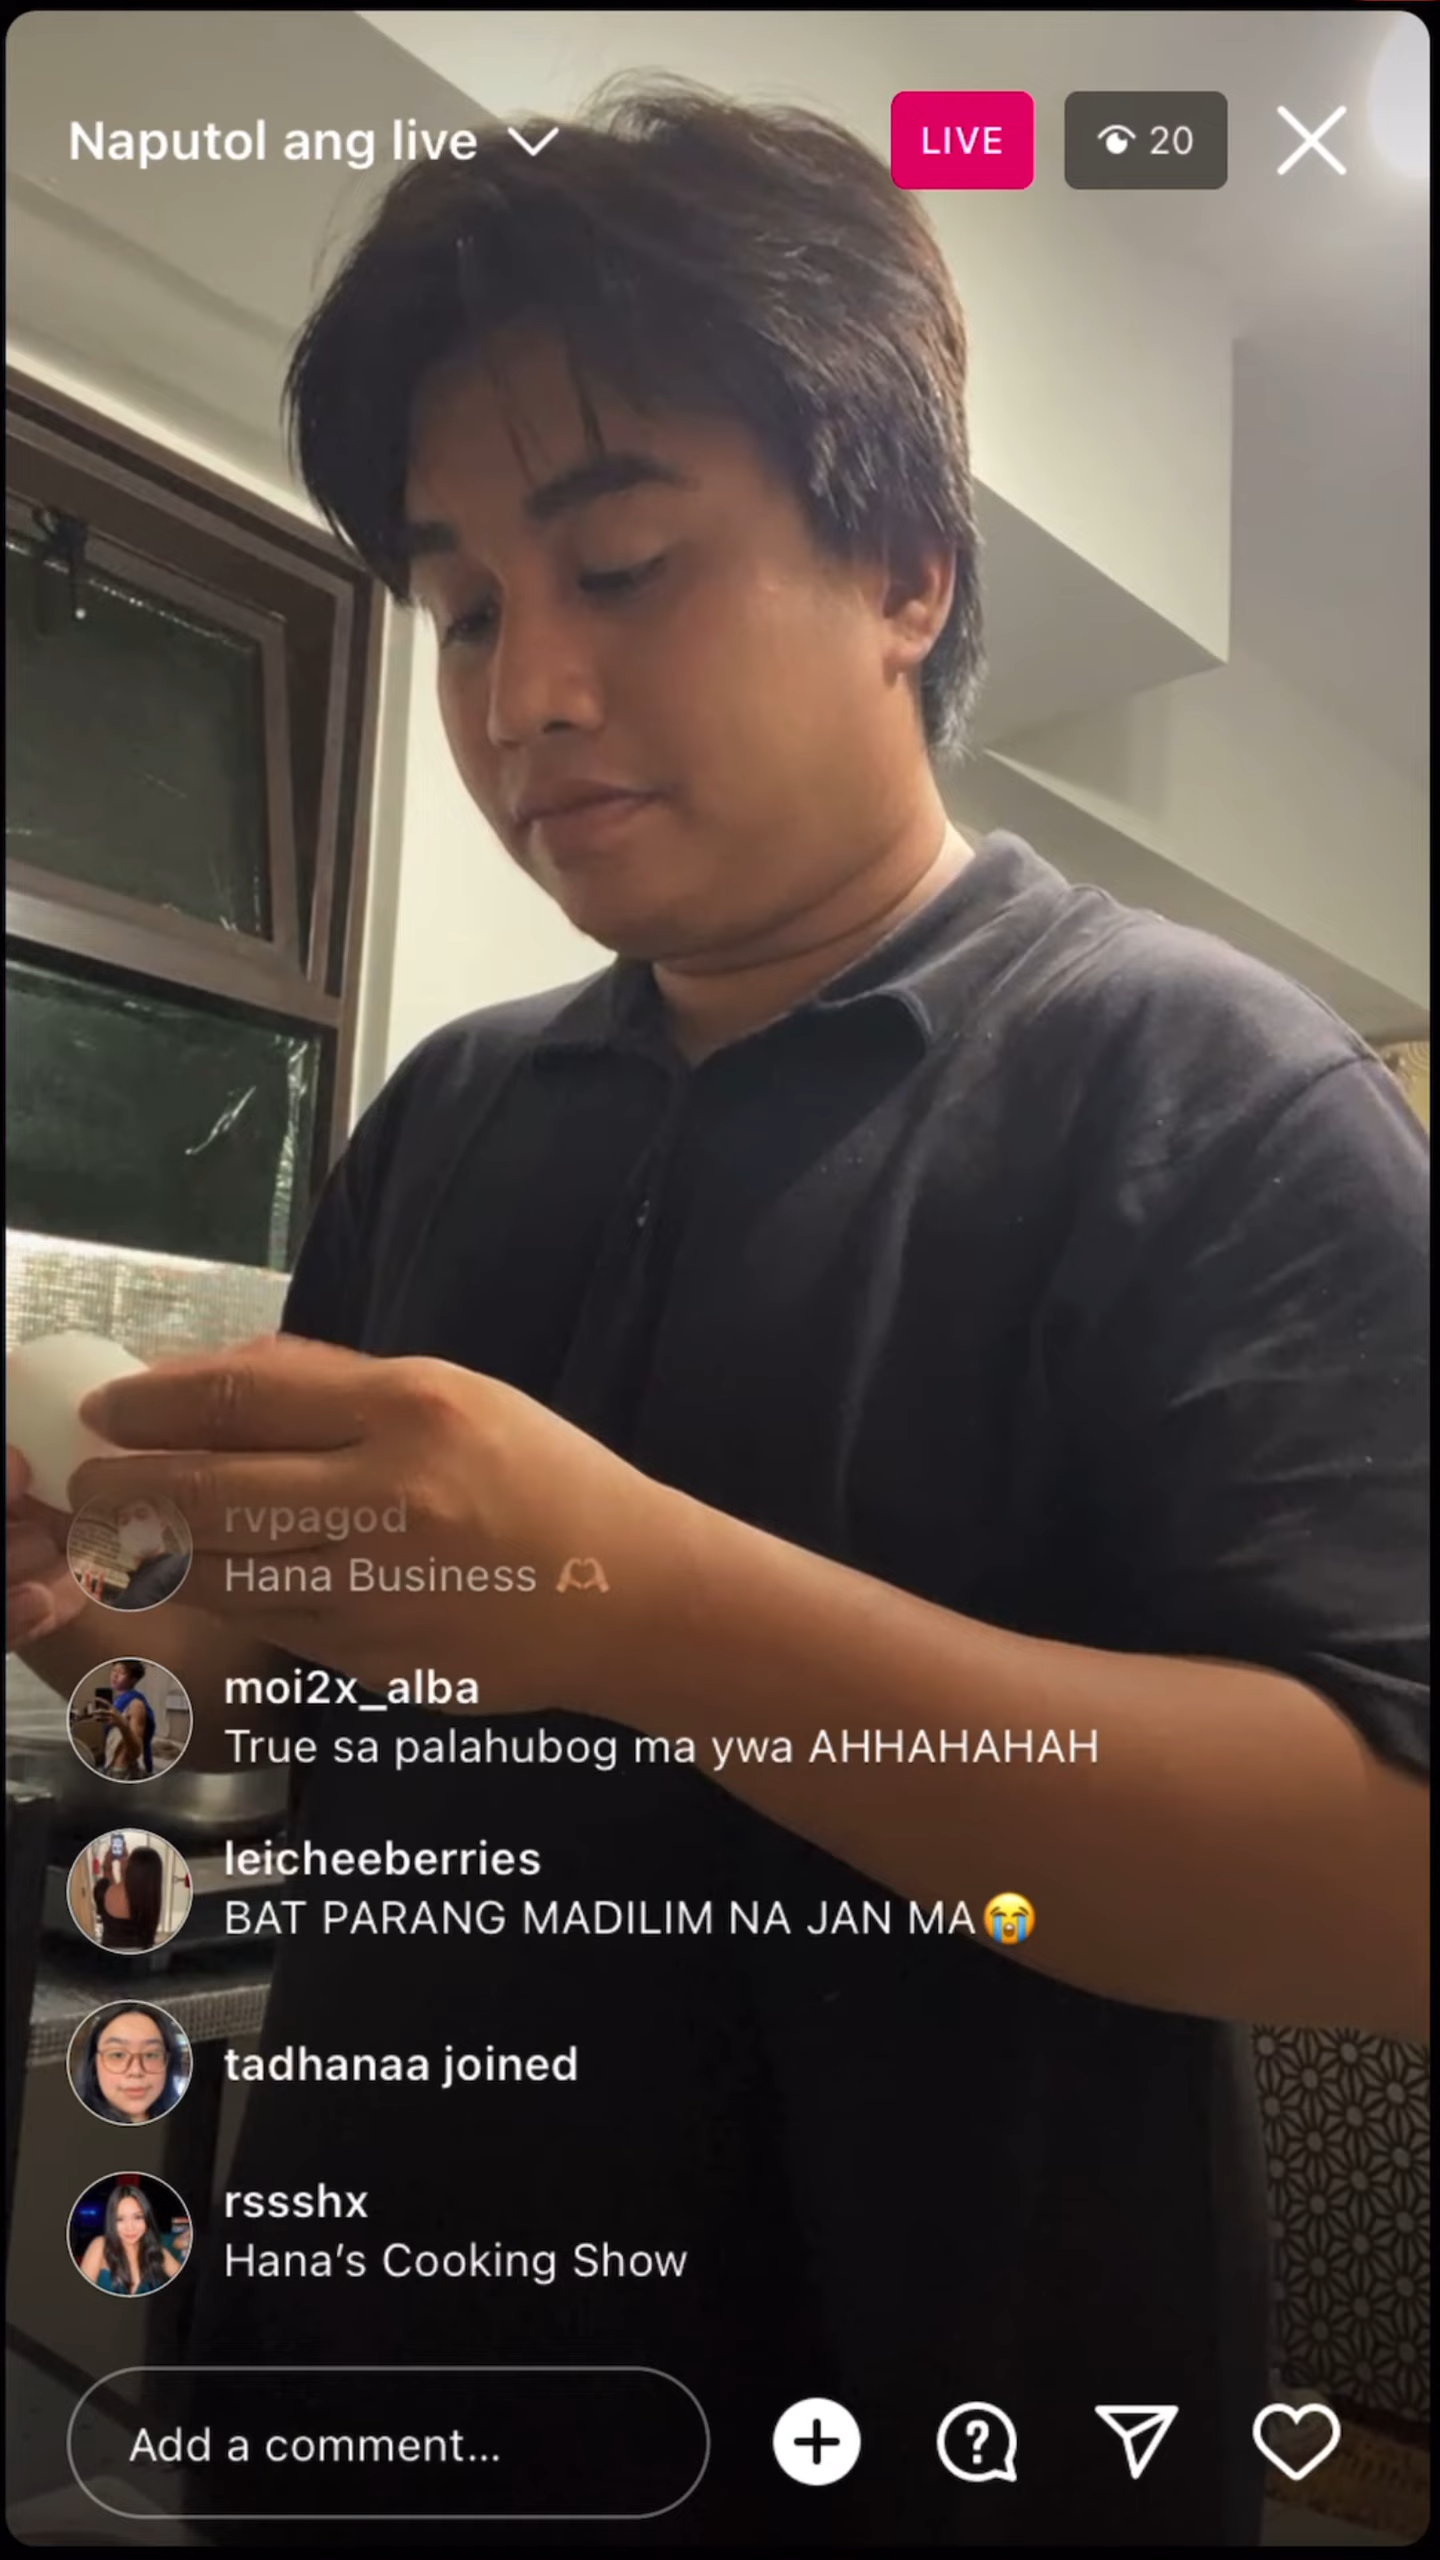 Naputol ang live
LIVE
20
rvpagod
Hana Business 🫶🏼
moi2x_alba
True sa palahubog ma ywa AHHAHAHAH
leicheeberries
BAT PARANG MADILIM NA JAN MA😭
tadhanaa joined
rssshx
Hana’s Cooking Show
Add a comment...